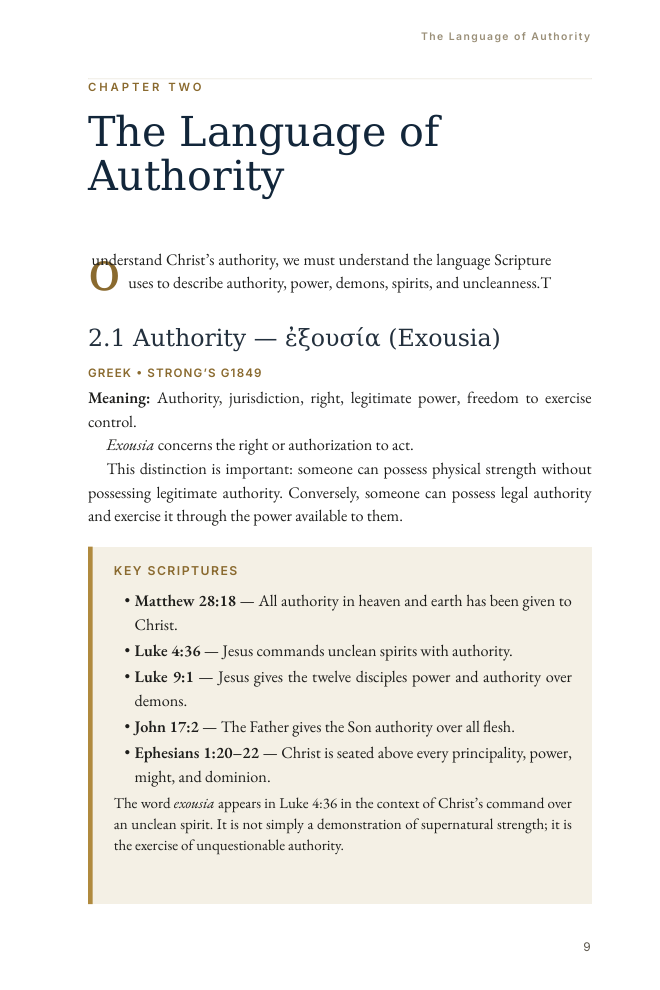 The Language of Authority
CHAPTER TWO
The Language of
Authority
o understand Christ’s authority, we must understand the language Scripture
uses to describe authority, power, demons, spirits, and uncleanness.T
2.1 Authority — ἐξουσία (Exousia)
GREEK • STRONG’S G1849
Meaning: Authority, jurisdiction, right, legitimate power, freedom to exercise
control.
Exousia concerns the right or authorization to act.
This distinction is important: someone can possess physical strength without
possessing legitimate authority. Conversely, someone can possess legal authority
and exercise it through the power available to them.
KEY SCRIPTURES
• Matthew 28:18 — All authority in heaven and earth has been given to
Christ.
• Luke 4:36 — Jesus commands unclean spirits with authority.
• Luke 9:1 — Jesus gives the twelve disciples power and authority over
demons.
• John 17:2 — The Father gives the Son authority over all flesh.
• Ephesians 1:20–22 — Christ is seated above every principality, power,
might, and dominion.
The word exousia appears in Luke 4:36 in the context of Christ’s command over
an unclean spirit. It is not simply a demonstration of supernatural strength; it is
the exercise of unquestionable authority.
9